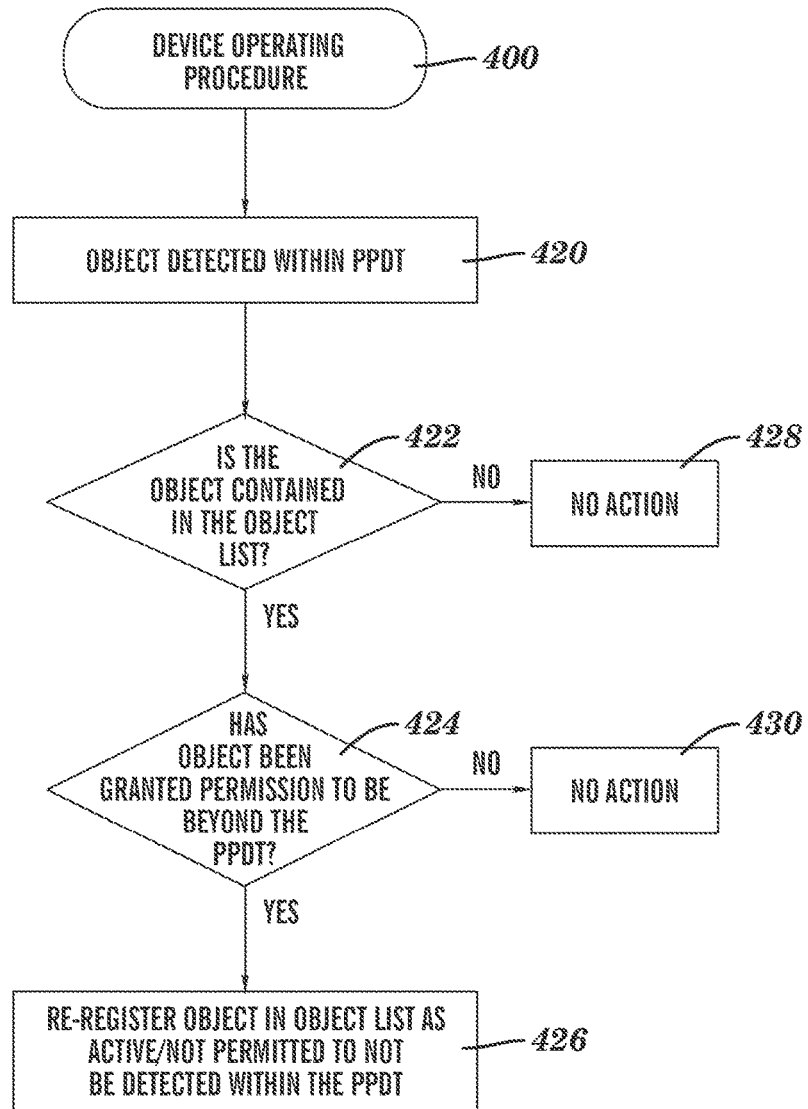 DEVICE OPERATING
PROCEDURE
400
OBJECT DETECTED WITHIN PPDT
420
IS THE
OBJECT CONTAINED
IN THE OBJECT
LIST?
422
NO
NO ACTION
428
YES
HAS
OBJECT BEEN
GRANTED PERMISSION TO BE
BEYOND THE
PPDT?
424
NO
NO ACTION
430
YES
RE-REGISTER OBJECT IN OBJECT LIST AS
ACTIVE/NOT PERMITTED TO NOT
BE DETECTED WITHIN THE PPDT
426